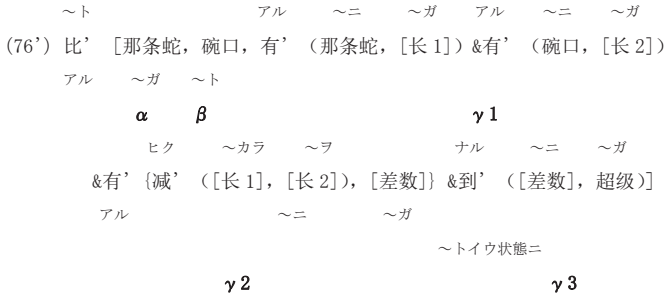 ～ト アル ～ニ ～ガ アル ～ニ ～ガ
(76’) 比’ [那条蛇，碗口，有’（那条蛇，[长 1]）&有’（碗口，[长 2]）
アル ～ガ ～ト
α β γ 1
ヒク ～カラ ～ヲ ナル ～ニ ～ガ
&有’｛减’（[长 1]，[长 2]），[差数]｝&到’（[差数]，超级）]
アル ～ニ ～ガ
～トイウ状態ニ
γ 2 γ 3